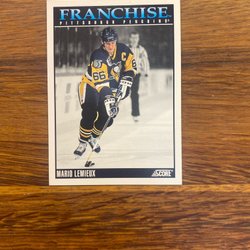 FRANCHISE
PITTSBURGH PENGUINS
66
C
MARIO LEMIEUX
SCORE